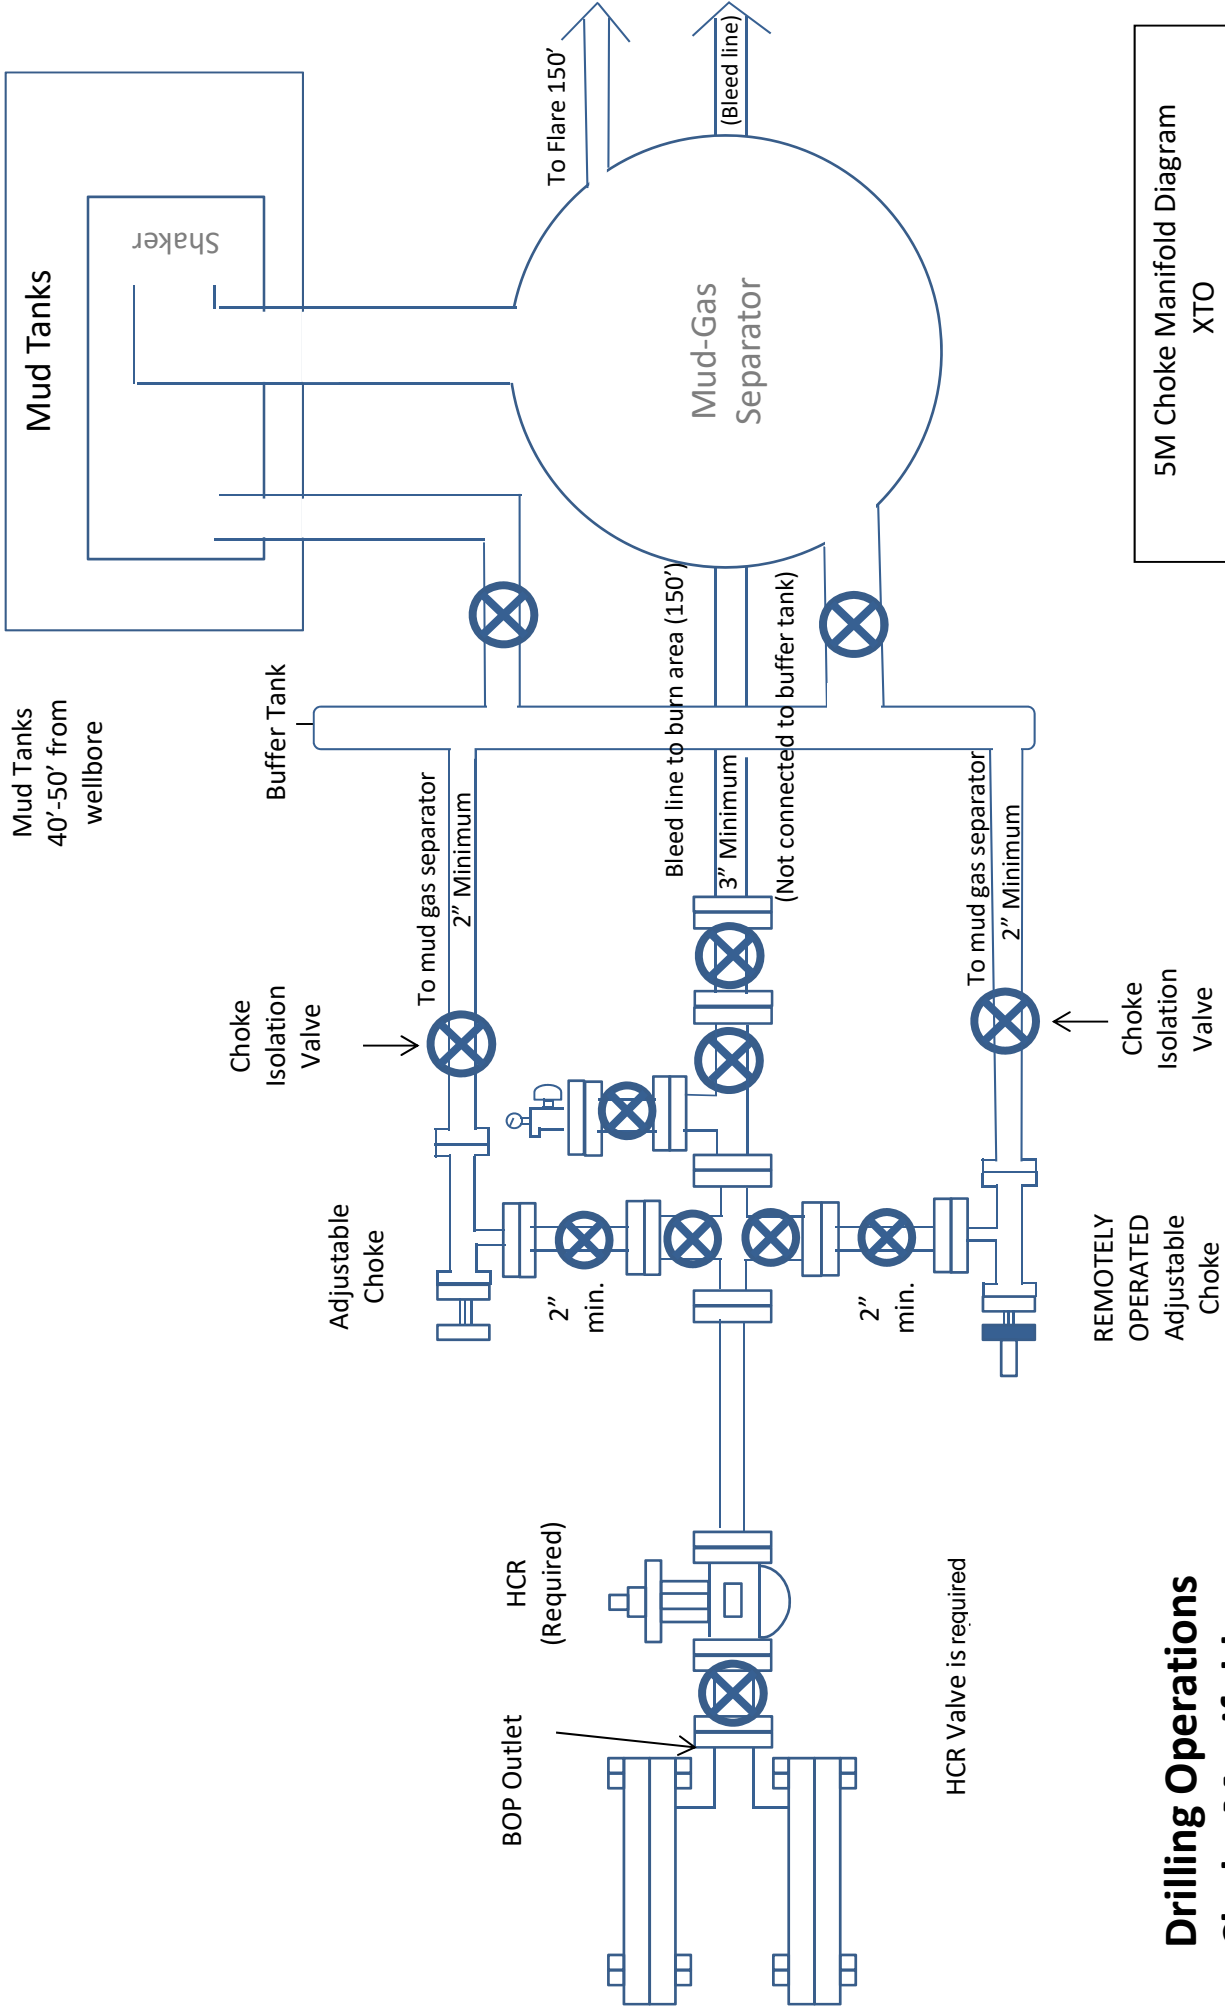 Mud Tanks
Shaker
To Flare 150’
(Bleed line)
Mud-Gas
Separator
Mud Tanks
40’-50’ from
wellbore
Buffer Tank
To mud gas separator
2” Minimum
Bleed line to burn area (150’)
3” Minimum
(Not connected to buffer tank)
To mud gas separator
2” Minimum
Choke
Isolation
Valve
Choke
Isolation
Valve
Adjustable
Choke
2”
min.
2”
min.
REMOTELY
OPERATED
Adjustable
Choke
HCR
(Required)
BOP Outlet
HCR Valve is required
5M Choke Manifold Diagram
XTO
Drilling Operations